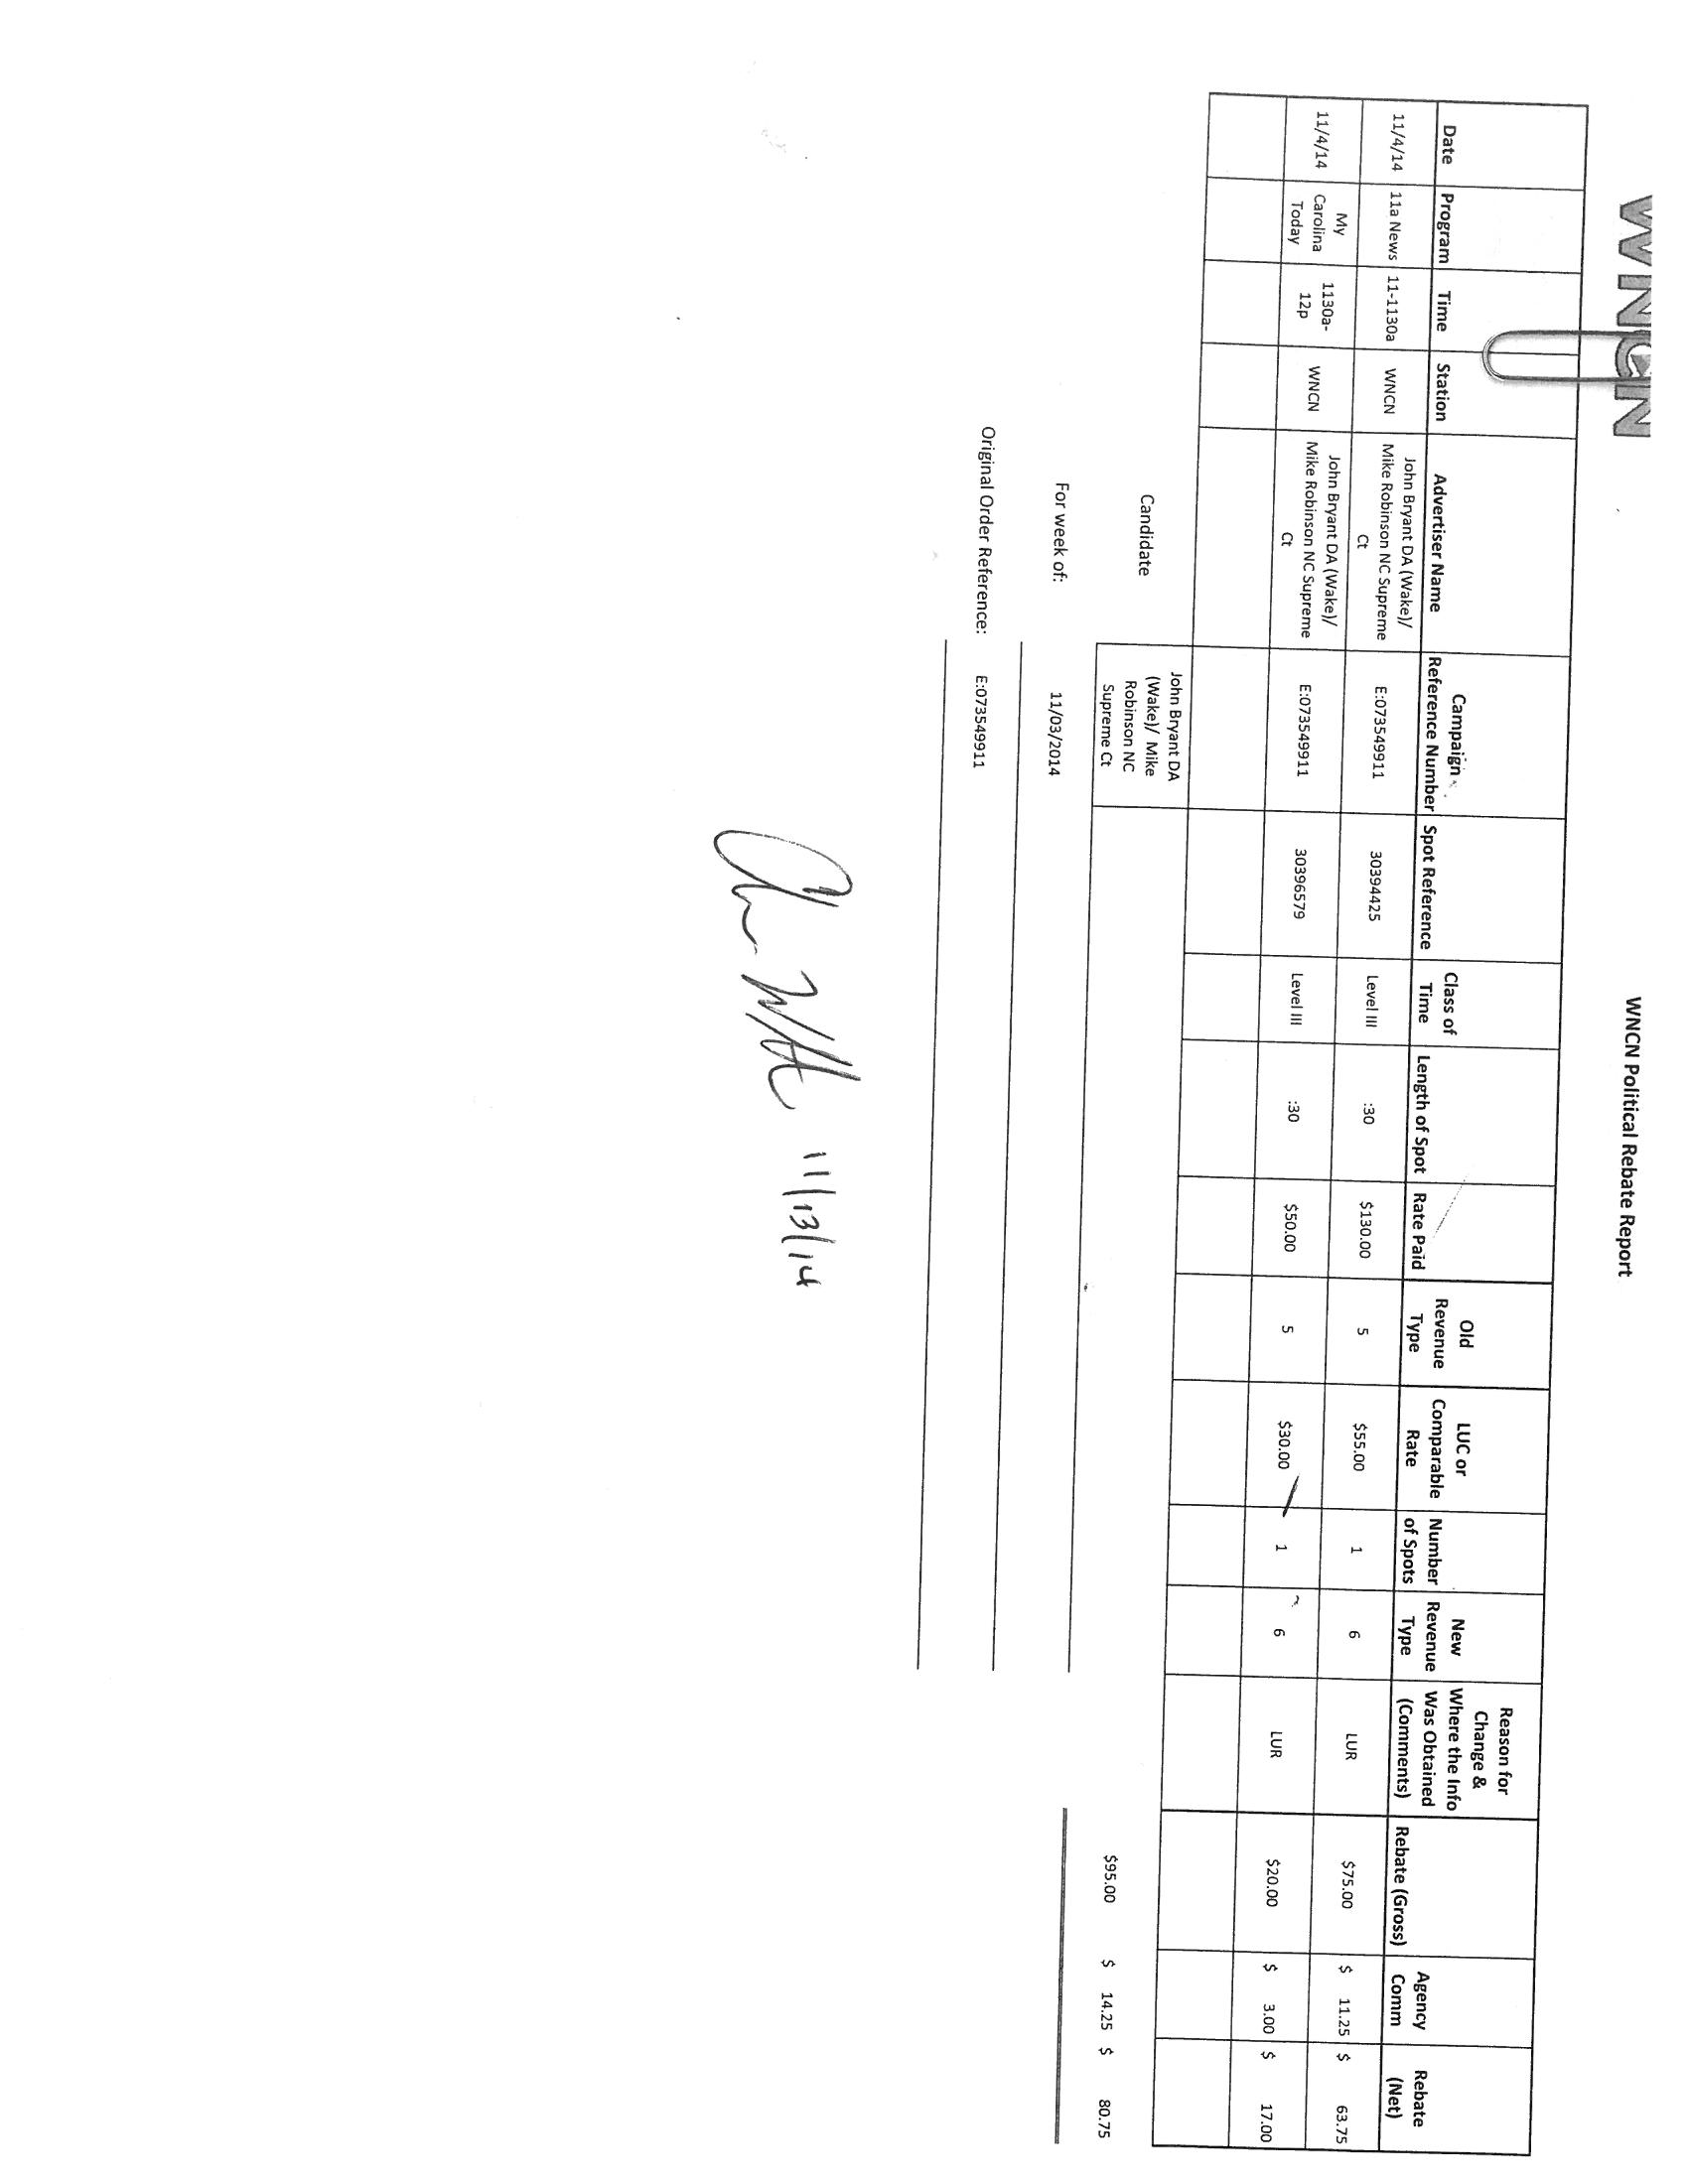 WNCN
WNCN Political Rebate Report
Date Program Time Station Advertiser Name Campaign Reference Number Spot Reference Class of Time Length of Spot Rate Paid Old Revenue Type LUC or Comparable Rate Number of Spots New Revenue Type Reason for Change & Where the Info Was Obtained (Comments) Rebate (Gross) Agency Comm Rebate (Net)
11/4/14 11a News 11-1130a WNCN John Bryant DA (Wake)/ Mike Robinson NC Supreme Ct E:073549911 30394425 Level III :30 $130.00 5 $55.00 1 6 LUR $75.00 $ 11.25 $ 63.75
11/4/14 My Carolina Today 1130a-12p WNCN John Bryant DA (Wake)/ Mike Robinson NC Supreme Ct E:073549911 30396579 Level III :30 $50.00 5 $30.00 1 6 LUR $20.00 $ 3.00 $ 17.00
Candidate John Bryant DA (Wake)/ Mike Robinson NC Supreme Ct
$95.00 $ 14.25 $ 80.75
For week of: 11/03/2014
Original Order Reference: E:073549911
11/13/14